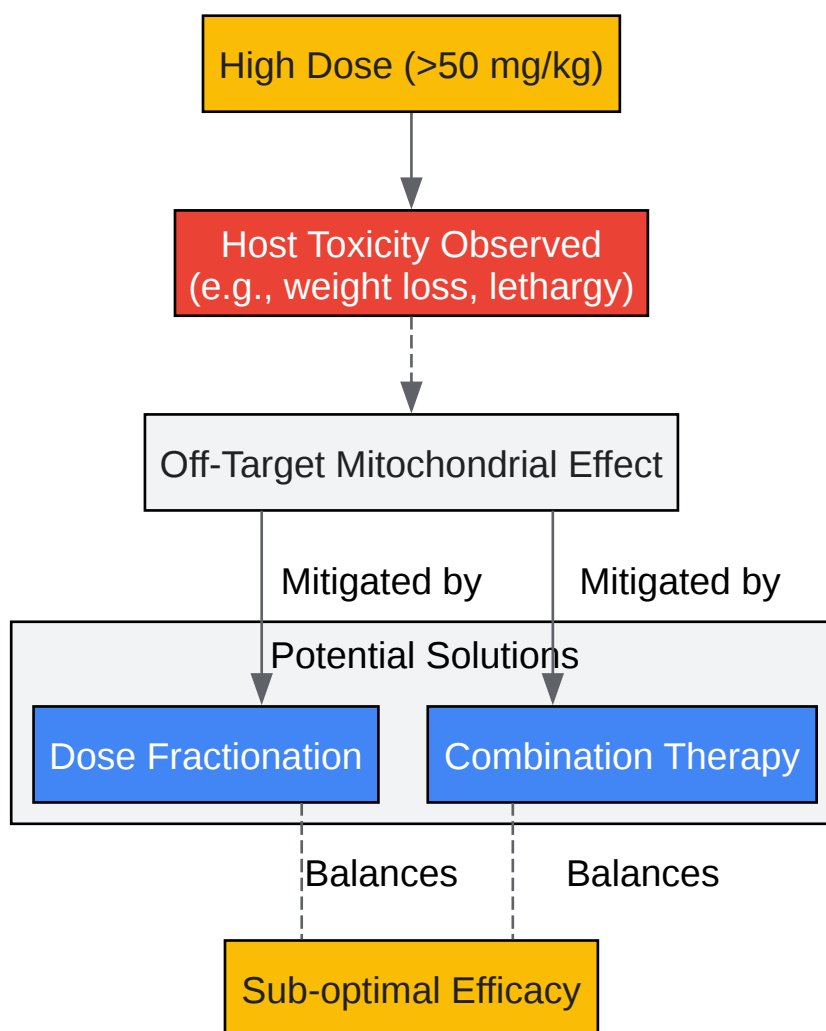 High Dose (>50 mg/kg)
Host Toxicity Observed
(e.g., weight loss, lethargy)
Off-Target Mitochondrial Effect
Mitigated by
Mitigated by
Potential Solutions
Dose Fractionation
Combination Therapy
Balances
Balances
Sub-optimal Efficacy